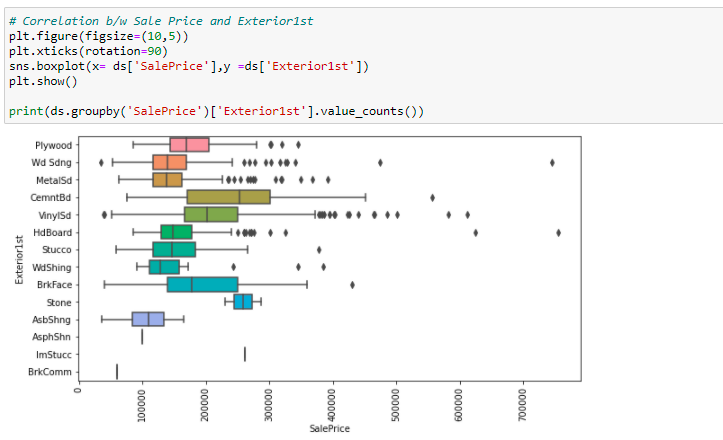 # Correlation b/w Sale Price and Exterior1st
plt.figure(figsize=(10,5))
plt.xticks(rotation=90)
sns.boxplot(x= ds['SalePrice'],y =ds['Exterior1st'])
plt.show()
print(ds.groupby('SalePrice')['Exterior1st'].value_counts())
Plywood
Wd Sdng
MetalSd
CemntBd
VinylSd
HdBoard
Stucco
WdShing
BrkFace
Stone
AsbShng
AsphShn
ImStucc
BrkComm
Exterior1st
0
100000
200000
300000
400000
500000
600000
700000
SalePrice